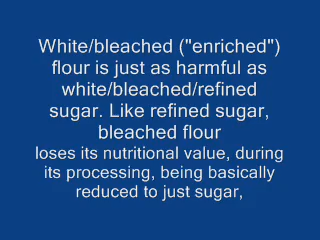 White/bleached ("enriched")
flour is just as harmful as
white/bleached/refined
sugar. Like refined sugar,
bleached flour
loses its nutritional value, during
its processing, being basically
reduced to just sugar,